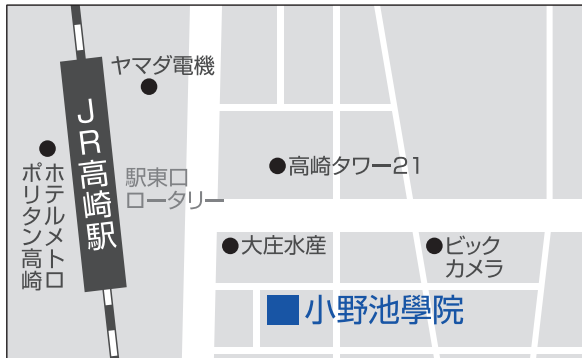 ヤマダ電機
JR高崎駅
ホテルメトロ
ポリタン高崎
駅東口
ロータリー
高崎タワー21
大庄水産
ビック
カメラ
小野池學院